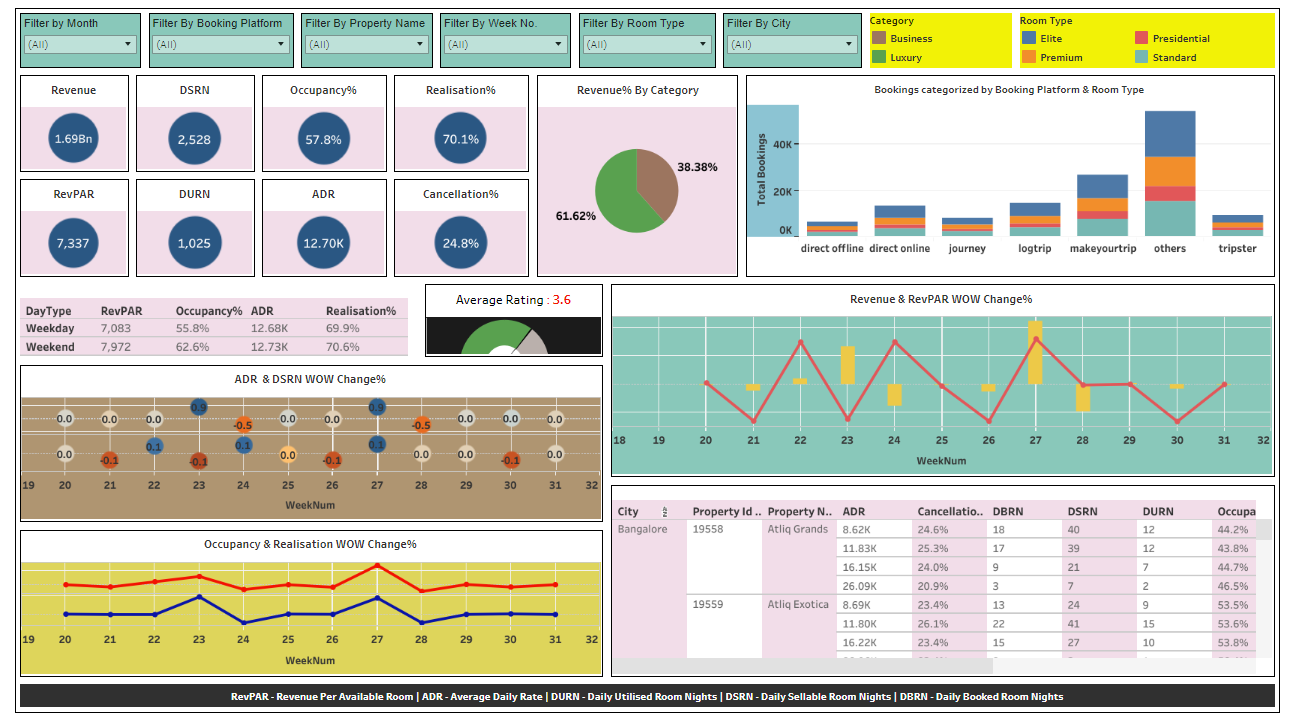 Filter by Month
(All)
Filter By Booking Platform
(All)
Filter By Property Name
(All)
Filter By Week No.
(All)
Filter By Room Type
(All)
Filter By City
(All)
Category
Business
Luxury
Room Type
Elite
Presidential
Premium
Standard
Revenue
1.69Bn
DSRN
2,528
Occupancy%
57.8%
Realisation%
70.1%
RevPAR
7,337
DURN
1,025
ADR
12.70K
Cancellation%
24.8%
Revenue% By Category
38.38%
61.62%
Bookings categorized by Booking Platform & Room Type
Total Bookings
40K
20K
0K
direct offline direct online journey logtrip makeyourtrip others tripster
DayType RevPAR Occupancy% ADR Realisation%
Weekday 7,083 55.8% 12.68K 69.9%
Weekend 7,972 62.6% 12.73K 70.6%
Average Rating : 3.6
Revenue & RevPAR WOW Change%
18 19 20 21 22 23 24 25 26 27 28 29 30 31 32
WeekNum
ADR & DSRN WOW Change%
0.0 0.0 0.0 0.9 -0.5 0.0 0.0 0.9 -0.5 0.0 0.0 0.0
0.0 -0.1 0.1 -0.1 0.1 0.0 -0.1 0.1 0.0 0.0 -0.1 0.0
19 20 21 22 23 24 25 26 27 28 29 30 31 32
WeekNum
Occupancy & Realisation WOW Change%
19 20 21 22 23 24 25 26 27 28 29 30 31 32
WeekNum
City Property Id .. Property N.. ADR Cancellatio.. DBRN DSRN DURN Occupa
Bangalore 19558 Atliq Grands 8.62K 24.6% 18 40 12 44.2%
11.83K 25.3% 17 39 12 43.8%
16.15K 24.0% 9 21 7 44.7%
26.09K 20.9% 3 7 2 46.5%
19559 Atliq Exotica 8.69K 23.4% 13 24 9 53.5%
11.80K 26.1% 22 41 15 53.6%
16.22K 23.4% 15 27 10 53.8%
RevPAR - Revenue Per Available Room | ADR - Average Daily Rate | DURN - Daily Utilised Room Nights | DSRN - Daily Sellable Room Nights | DBRN - Daily Booked Room Nights